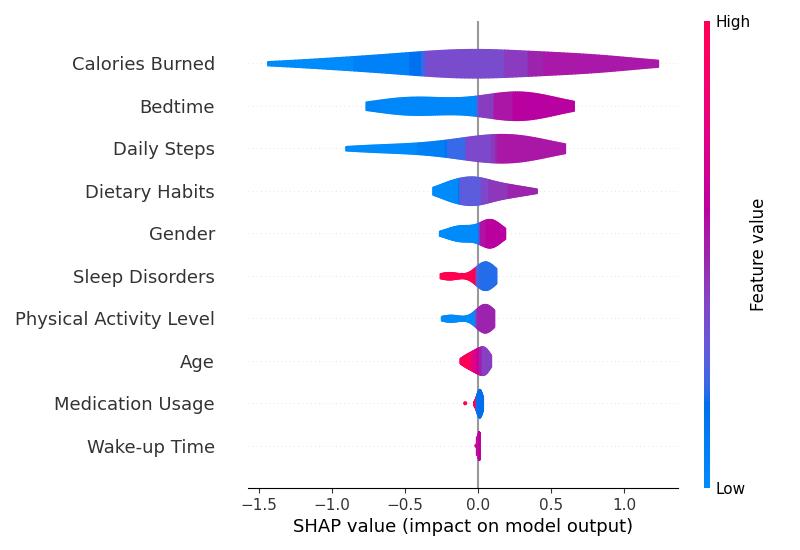 High
Calories Burned
Bedtime
Daily Steps
Dietary Habits
Gender
Sleep Disorders
Physical Activity Level
Age
Medication Usage
Wake-up Time
Feature value
Low
−1.5 −1.0 −0.5 0.0 0.5 1.0
SHAP value (impact on model output)